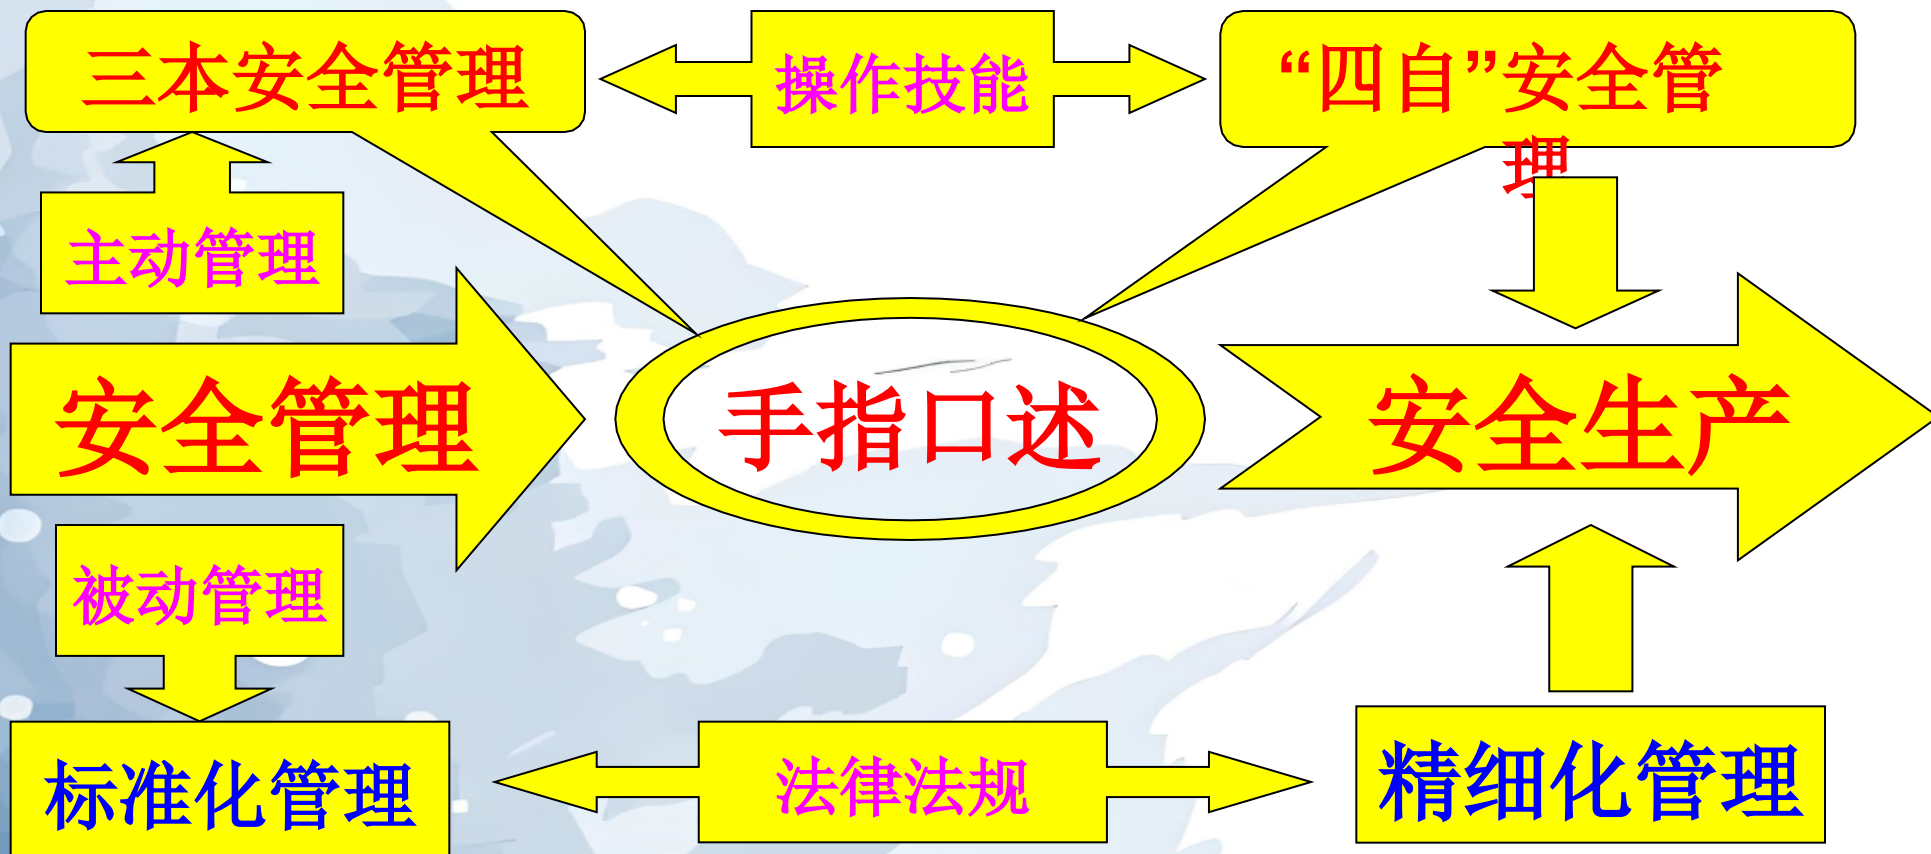 三本安全管理
操作技能
“四自”安全管
理
主动管理
安全管理
手指口述
安全生产
被动管理
标准化管理
法律法规
精细化管理